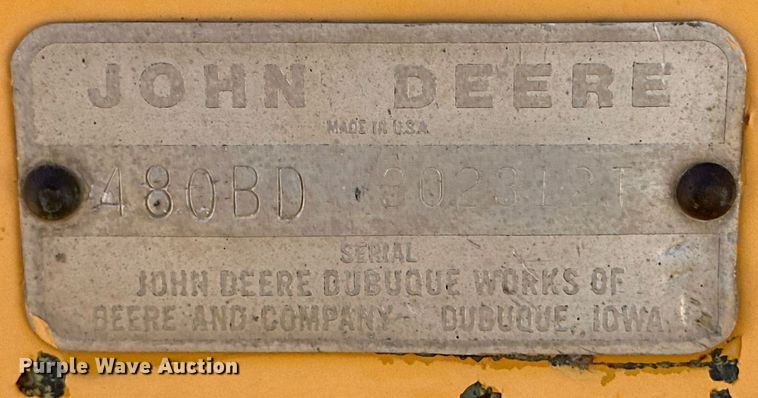 JOHN DEERE
MADE IN U.S.A.
480BD 302312T
SERIAL
JOHN DEERE DUBUQUE WORKS OF
DEERE AND COMPANY DUBUQUE, IOWA
Purple Wave Auction